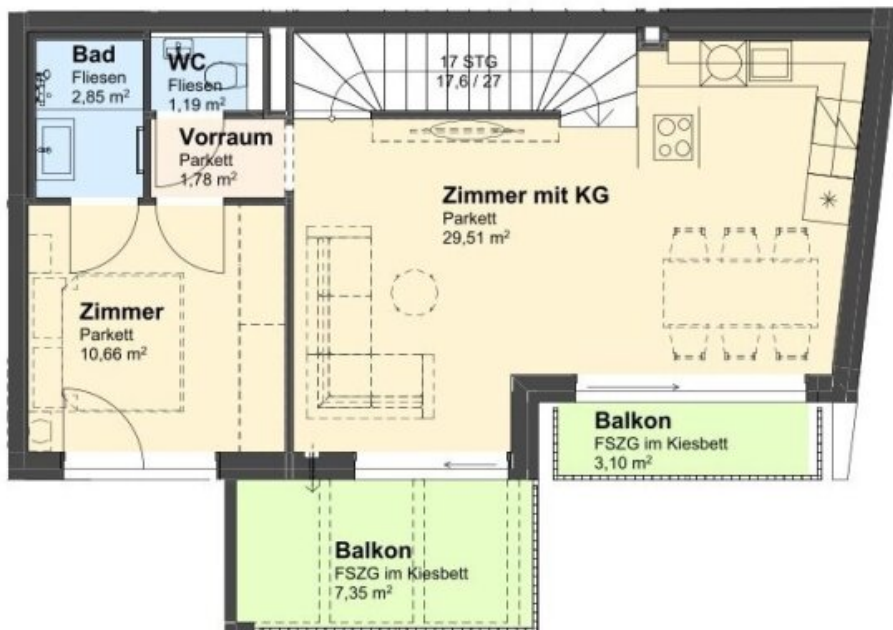 Bad
Fliesen
2,85 m²
WC
Fliesen
1,19 m²
17 STG
17,6 / 27
Vorraum
Parkett
1,78 m²
Zimmer mit KG
Parkett
29,51 m²
Zimmer
Parkett
10,66 m²
Balkon
FSZG im Kiesbett
3,10 m²
Balkon
FSZG im Kiesbett
7,35 m²